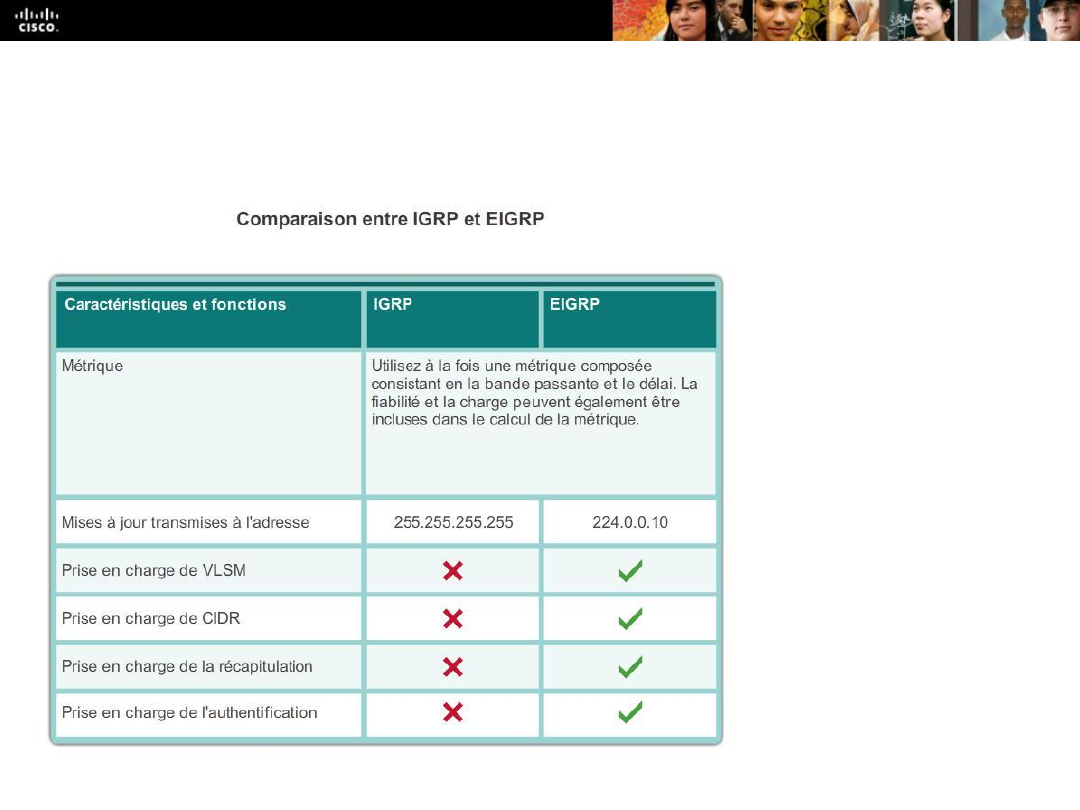 CISCO.
Comparaison entre IGRP et EIGRP
Caractéristiques et fonctions IGRP EIGRP
Métrique
Utilisez à la fois une métrique composée
consistant en la bande passante et le délai. La
fiabilité et la charge peuvent également être
incluses dans le calcul de la métrique.
Mises à jour transmises à l'adresse 255.255.255.255 224.0.0.10
Prise en charge de VLSM
Prise en charge de CIDR
Prise en charge de la récapitulation
Prise en charge de l'authentification